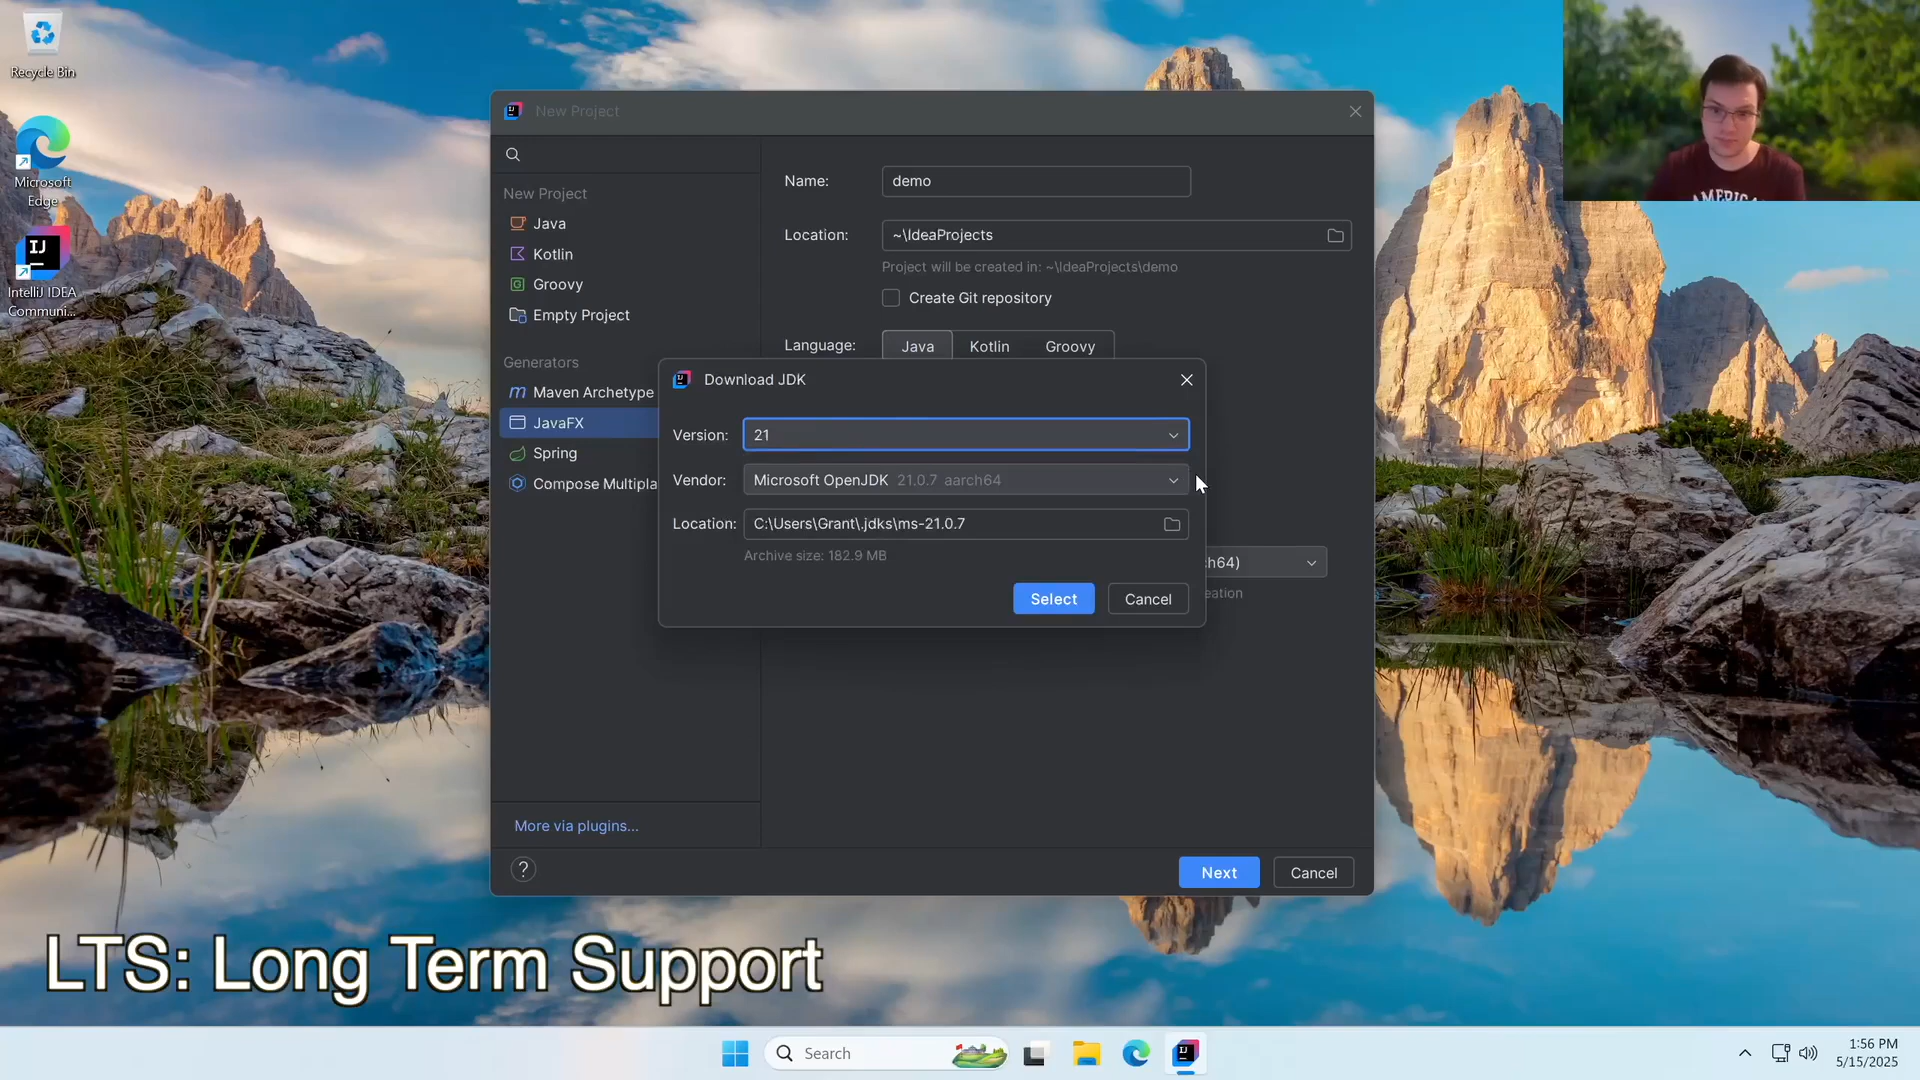 Recycle Bin
Microsoft
Edge
IJ
IntelliJ IDEA
Communi...
New Project
New Project
Java
Kotlin
Groovy
Empty Project
Generators
Maven Archetype
JavaFX
Spring
Compose Multipla
More via plugins...
?
Name:
demo
Location:
~\IdeaProjects
Project will be created in: ~\IdeaProjects\demo
Create Git repository
Language:
Java Kotlin Groovy
Download JDK
Version:
21
Vendor:
Microsoft OpenJDK 21.0.7 aarch64
Location:
C:\Users\Grant\.jdks\ms-21.0.7
Archive size: 182.9 MB
Select
Cancel
ch64)
eation
Next
Cancel
AMERICA
LTS: Long Term Support
Search
1:56 PM
5/15/2025